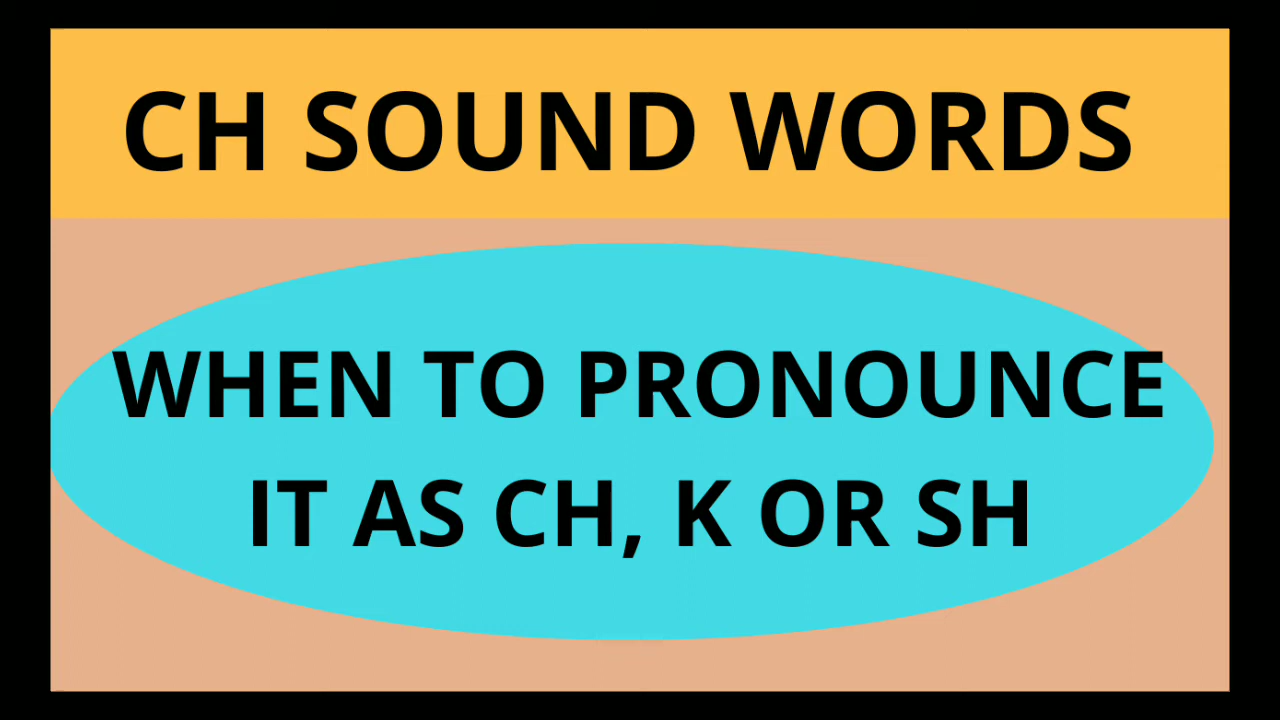 CH SOUND WORDS
WHEN TO PRONOUNCE
IT AS CH, K OR SH